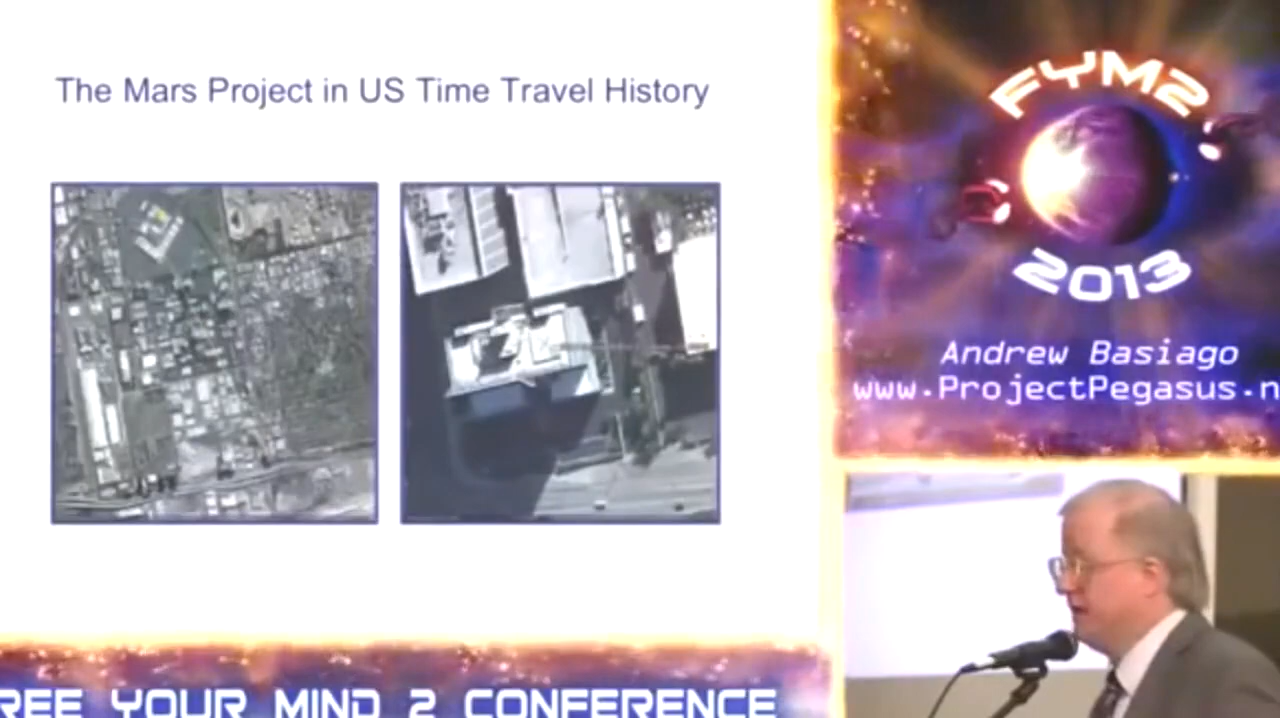 The Mars Project in US Time Travel History
FYM2
2013
Andrew Basiago
www.ProjectPegasus.n
REE YOUR MIND 2 CONFERENCE